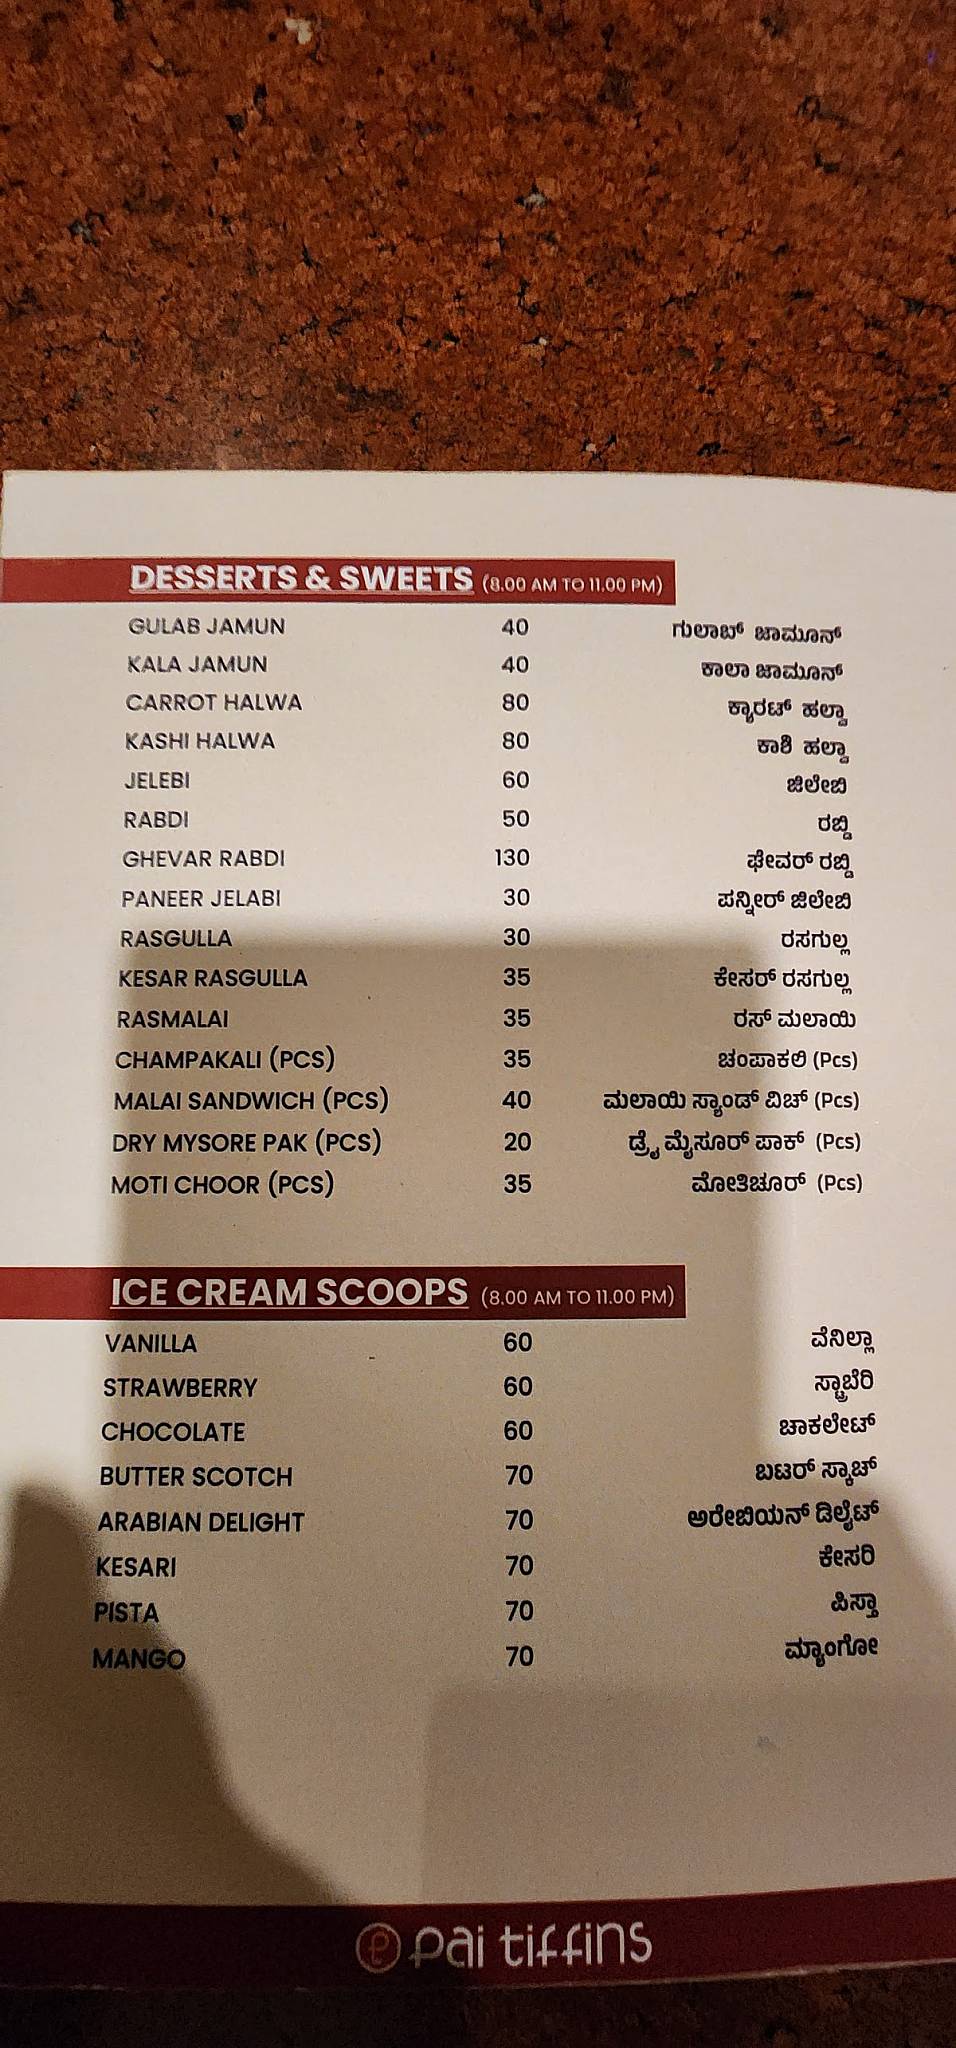 DESSERTS & SWEETS (8.00 AM TO 11.00 PM)
GULAB JAMUN 40 ಗುಲಾಬ್ ಜಾಮೂನ್
KALA JAMUN 40 ಕಾಲಾ ಜಾಮೂನ್
CARROT HALWA 80 ಕ್ಯಾರಟ್ ಹಲ್ವಾ
KASHI HALWA 80 ಕಾಶಿ ಹಲ್ವಾ
JELEBI 60 ಜಿಲೇಬಿ
RABDI 50 ರಬ್ಡಿ
GHEVAR RABDI 130 ಘೇವರ್ ರಬ್ಡಿ
PANEER JELABI 30 ಪನ್ನೀರ್ ಜಿಲೇಬಿ
RASGULLA 30 ರಸಗುಲ್ಲ
KESAR RASGULLA 35 ಕೇಸರ್ ರಸಗುಲ್ಲ
RASMALAI 35 ರಸ್ ಮಲಾಯಿ
CHAMPAKALI (PCS) 35 ಚಂಪಾಕಲಿ (Pcs)
MALAI SANDWICH (PCS) 40 ಮಲಾಯಿ ಸ್ಯಾಂಡ್ ವಿಚ್ (Pcs)
DRY MYSORE PAK (PCS) 20 ಡ್ರೈ ಮೈಸೂರ್ ಪಾಕ್ (Pcs)
MOTI CHOOR (PCS) 35 ಮೋತಿಚೂರ್ (Pcs)
ICE CREAM SCOOPS (8.00 AM TO 11.00 PM)
VANILLA 60 ವೆನಿಲ್ಲಾ
STRAWBERRY 60 ಸ್ಟ್ರಾಬೆರಿ
CHOCOLATE 60 ಚಾಕಲೇಟ್
BUTTER SCOTCH 70 ಬಟರ್ ಸ್ಕಾಚ್
ARABIAN DELIGHT 70 ಅರೇಬಿಯನ್ ಡಿಲೈಟ್
KESARI 70 ಕೇಸರಿ
PISTA 70 ಪಿಸ್ತಾ
MANGO 70 ಮ್ಯಾಂಗೋ
pai tiffins